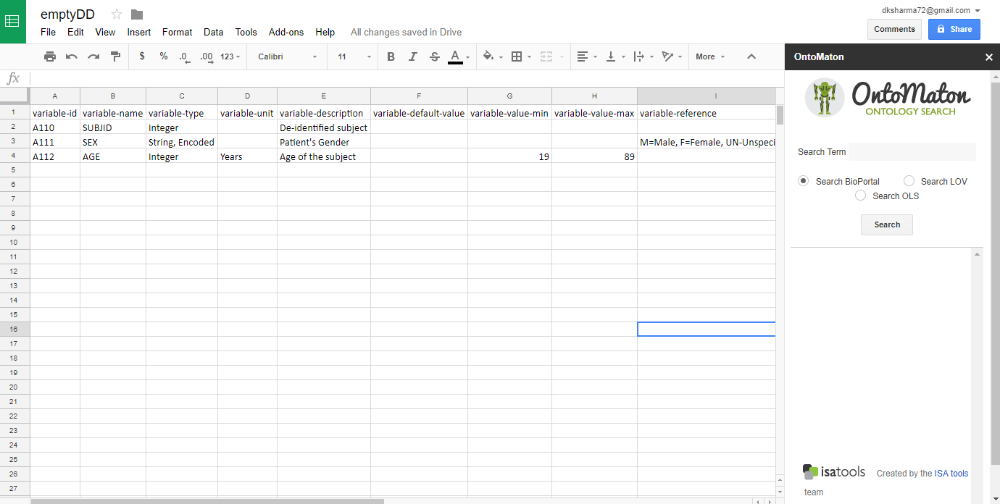 emptyDD
dksharma72@gmail.com
File Edit View Insert Format Data Tools Add-ons Help All changes saved in Drive
Comments Share
$ % .0 .00 123 Calibri 11 B I S A More
OntoMaton
fx
A B C D E F G H I
OntoMaton
ONTOLOGY SEARCH
1 variable-id variable-name variable-type variable-unit variable-description variable-default-value variable-value-min variable-value-max variable-reference
2 A110 SUBJID Integer De-identified subject
3 A111 SEX String, Encoded Patient's Gender M=Male, F=Female, UN-Unspeci
4 A112 AGE Integer Years Age of the subject 19 89
5
6
7
8
9
10
11
12
13
14
15
16
17
18
19
20
21
22
23
24
25
26
27
Search Term
Search BioPortal Search LOV
Search OLS
Search
isatools Created by the ISA tools
team